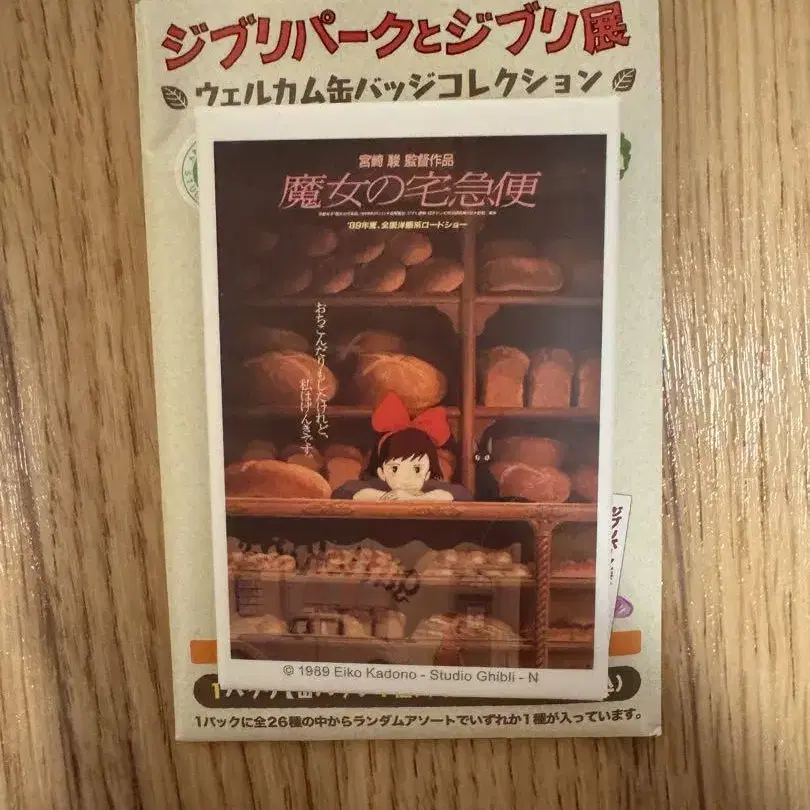 ジブリパークとジブリ展
ウェルカム缶バッジコレクション
宮崎 駿 監督作品
魔女の宅急便
'89年夏、全国洋画系ロードショー
おちこんだりもしたけれど、
私はげんきです。
© 1989 Eiko Kadono - Studio Ghibli - N
1パックに全26種の中からランダムアソートでいずれか1種が入っています。